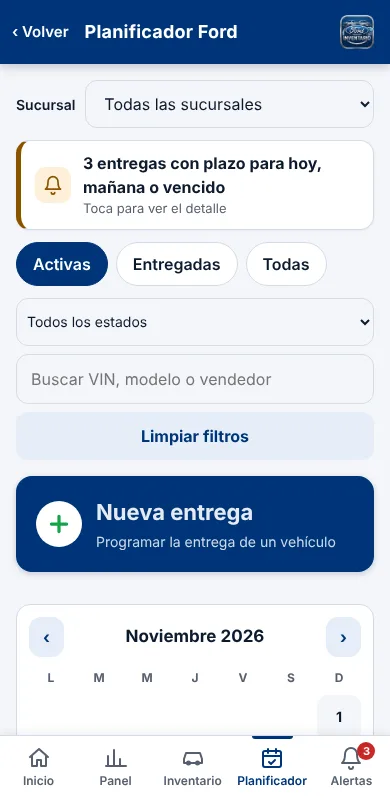 ‹ Volver Planificador Ford
Sucursal Todas las sucursales
3 entregas con plazo para hoy,
mañana o vencido
Toca para ver el detalle
Activas Entregadas Todas
Todos los estados
Buscar VIN, modelo o vendedor
Limpiar filtros
Nueva entrega
Programar la entrega de un vehículo
‹ Noviembre 2026 ›
L M M J V S D
1
3
Inicio Panel Inventario Planificador Alertas